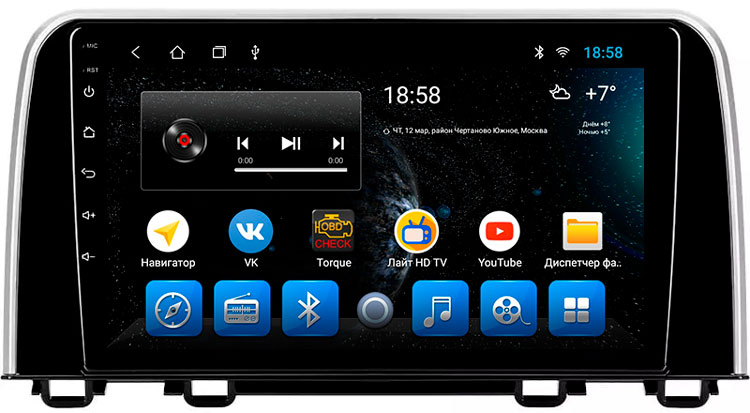 MIC
18:58
RST
18:58
+7°
ЧТ, 12 мар, район Чертаново Южное, Москва
Днём +8°
Ночью +5°
0:00
0:00
OBD
CHECK
Навигатор
VK
Torque
Лайт HD TV
YouTube
Диспетчер фа..